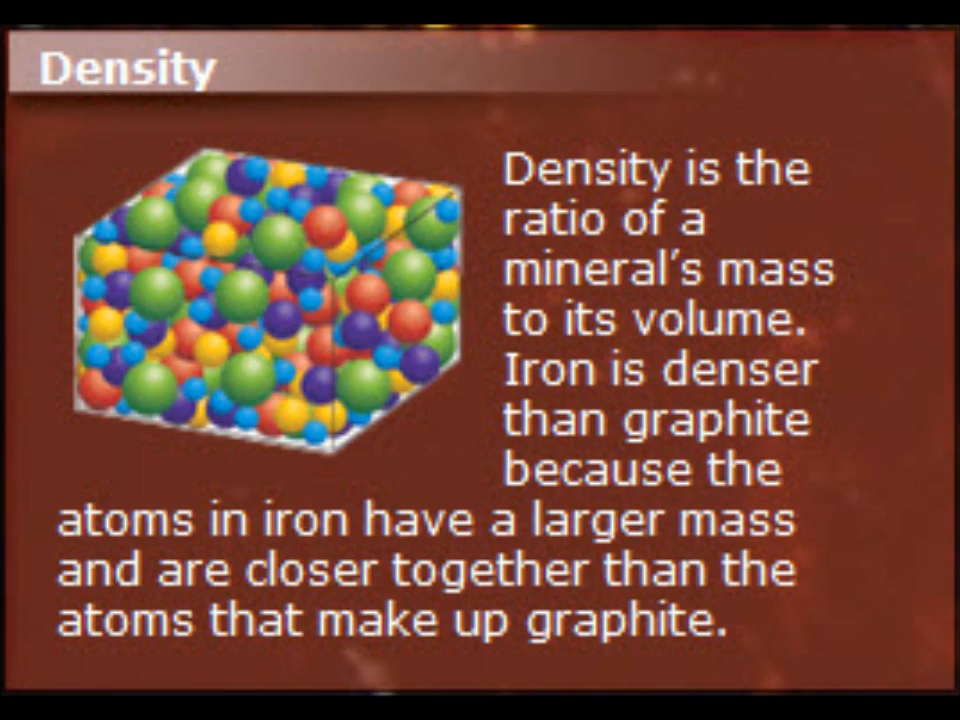 Density
Density is the
ratio of a
mineral's mass
to its volume.
Iron is denser
than graphite
because the
atoms in iron have a larger mass
and are closer together than the
atoms that make up graphite.